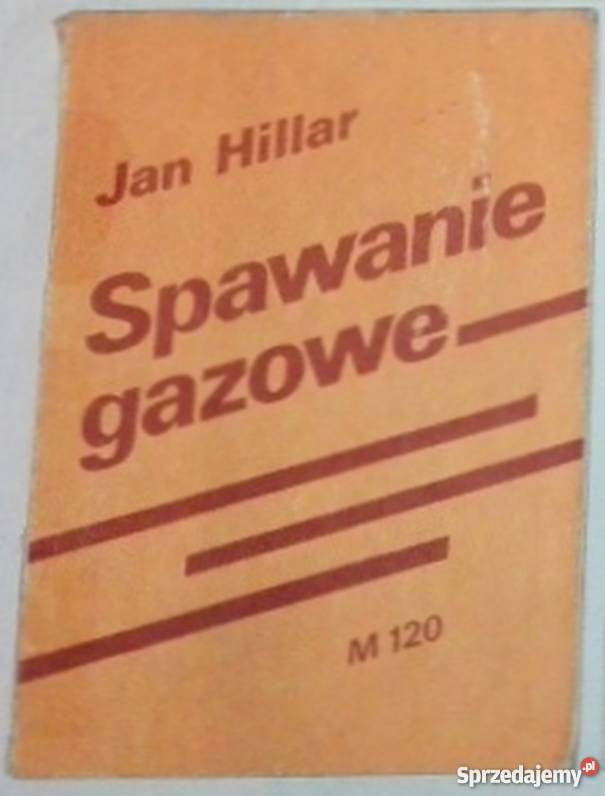 Jan Hillar
Spawanie
gazowe
M 120
Sprzedajemy.pl